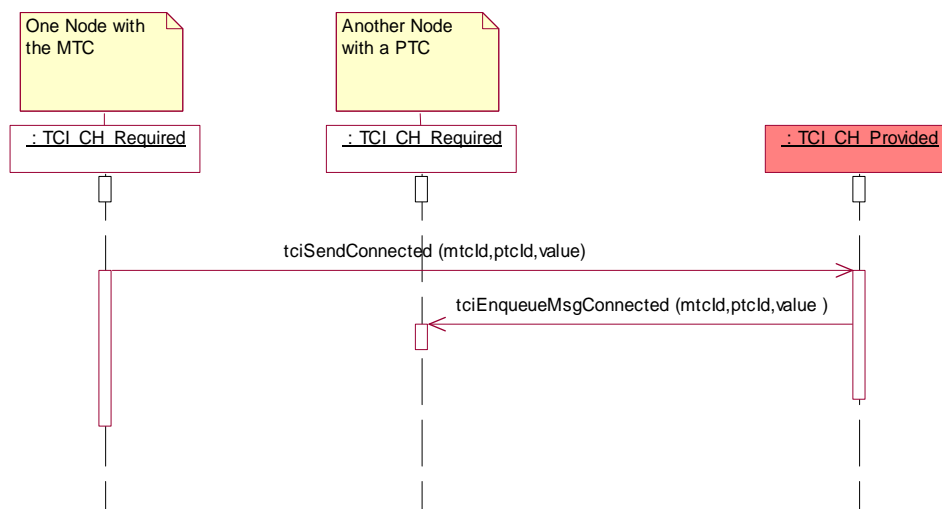 One Node with
the MTC
Another Node
with a PTC
: TCI_CH_Required
: TCI_CH_Required
: TCI_CH_Provided
tciSendConnected (mtcId,ptcId,value)
tciEnqueueMsgConnected (mtcId,ptcId,value )